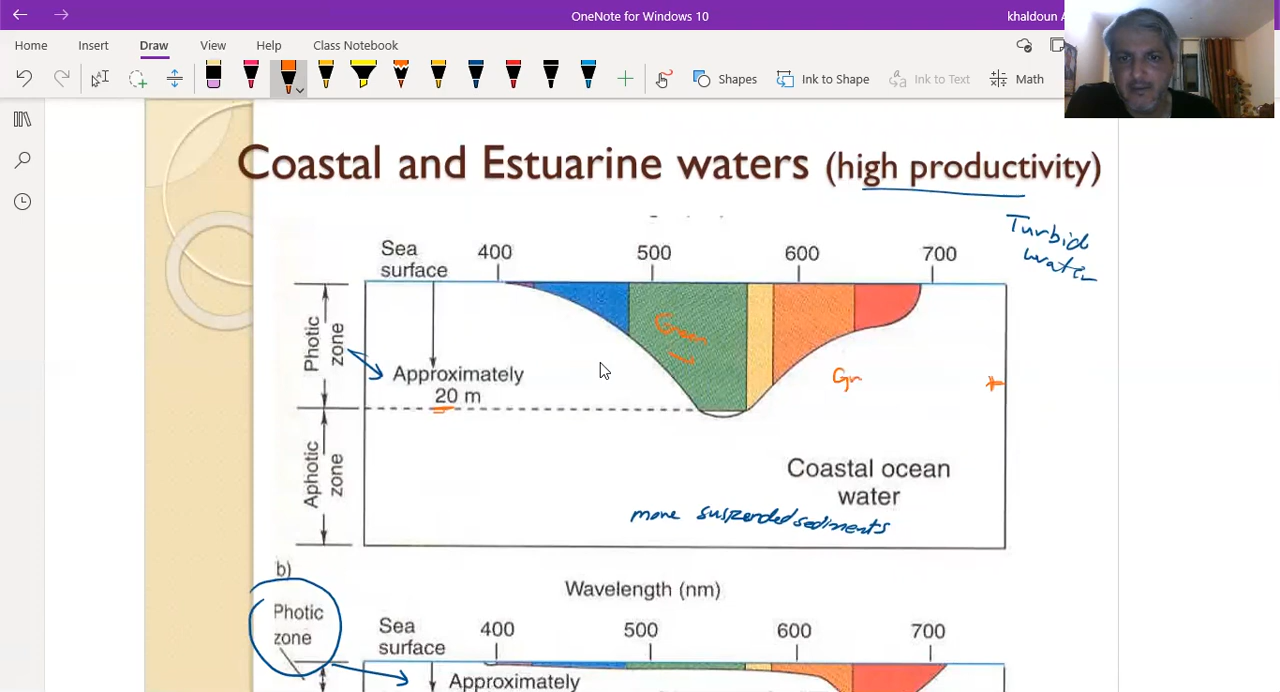 OneNote for Windows 10
khaldoun
Home Insert Draw View Help Class Notebook
Shapes Ink to Shape Ink to Text Math
Coastal and Estuarine waters (high productivity)
Turbid
water
Sea
surface
400 500 600 700
Photic
zone
Approximately
20 m
Gr
Aphotic
zone
Coastal ocean
water
more suspended sediments
b)
Wavelength (nm)
Photic
zone
Sea
surface
400 500 600 700
Approximately